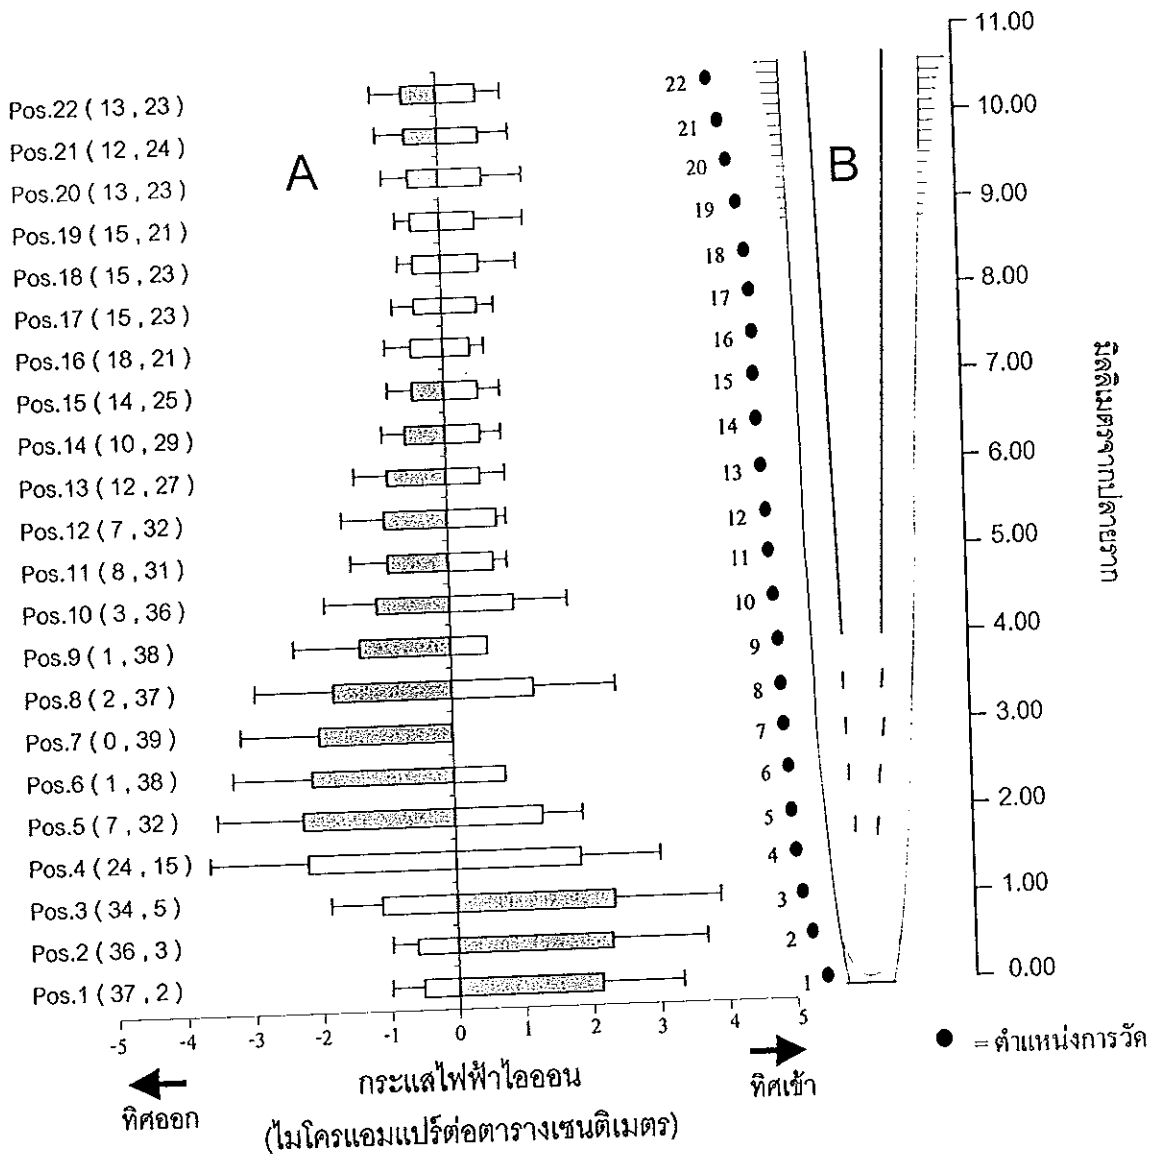 11.00
Pos.22 ( 13 , 23 )
22
10.00
Pos.21 ( 12 , 24 )
A
21
B
Pos.20 ( 13 , 23 )
20
9.00
Pos.19 ( 15 , 21 )
19
Pos.18 ( 15 , 23 )
18
8.00
Pos.17 ( 15 , 23 )
17
Pos.16 ( 18 , 21 )
16
7.00
Pos.15 ( 14 , 25 )
15
Pos.14 ( 10 , 29 )
14
6.00
Pos.13 ( 12 , 27 )
13
Pos.12 ( 7 , 32 )
12
5.00
Pos.11 ( 8 , 31 )
11
Pos.10 ( 3 , 36 )
10
4.00
Pos.9 ( 1 , 38 )
9
Pos.8 ( 2 , 37 )
8
3.00
Pos.7 ( 0 , 39 )
7
Pos.6 ( 1 , 38 )
6
2.00
Pos.5 ( 7 , 32 )
5
Pos.4 ( 24 , 15 )
4
1.00
Pos.3 ( 34 , 5 )
3
Pos.2 ( 36 , 3 )
2
0.00
Pos.1 ( 37 , 2 )
1
มิลลิเมตรจากปลายราก
-5 -4 -3 -2 -1 0 1 2 3 4 5
= ตำแหน่งการวัด
ทิศออก
กระแสไฟฟ้าไอออน
ทิศเข้า
(ไมโครแอมแปร์ต่อตารางเซนติเมตร)